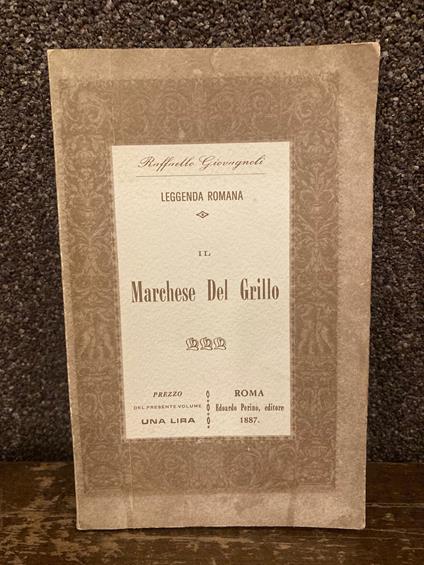 Raffaello Giovagnoli
LEGGENDA ROMANA
IL
Marchese Del Grillo
PREZZO
DEL PRESENTE VOLUME
UNA LIRA
ROMA
Edoardo Perino, editore
1887.